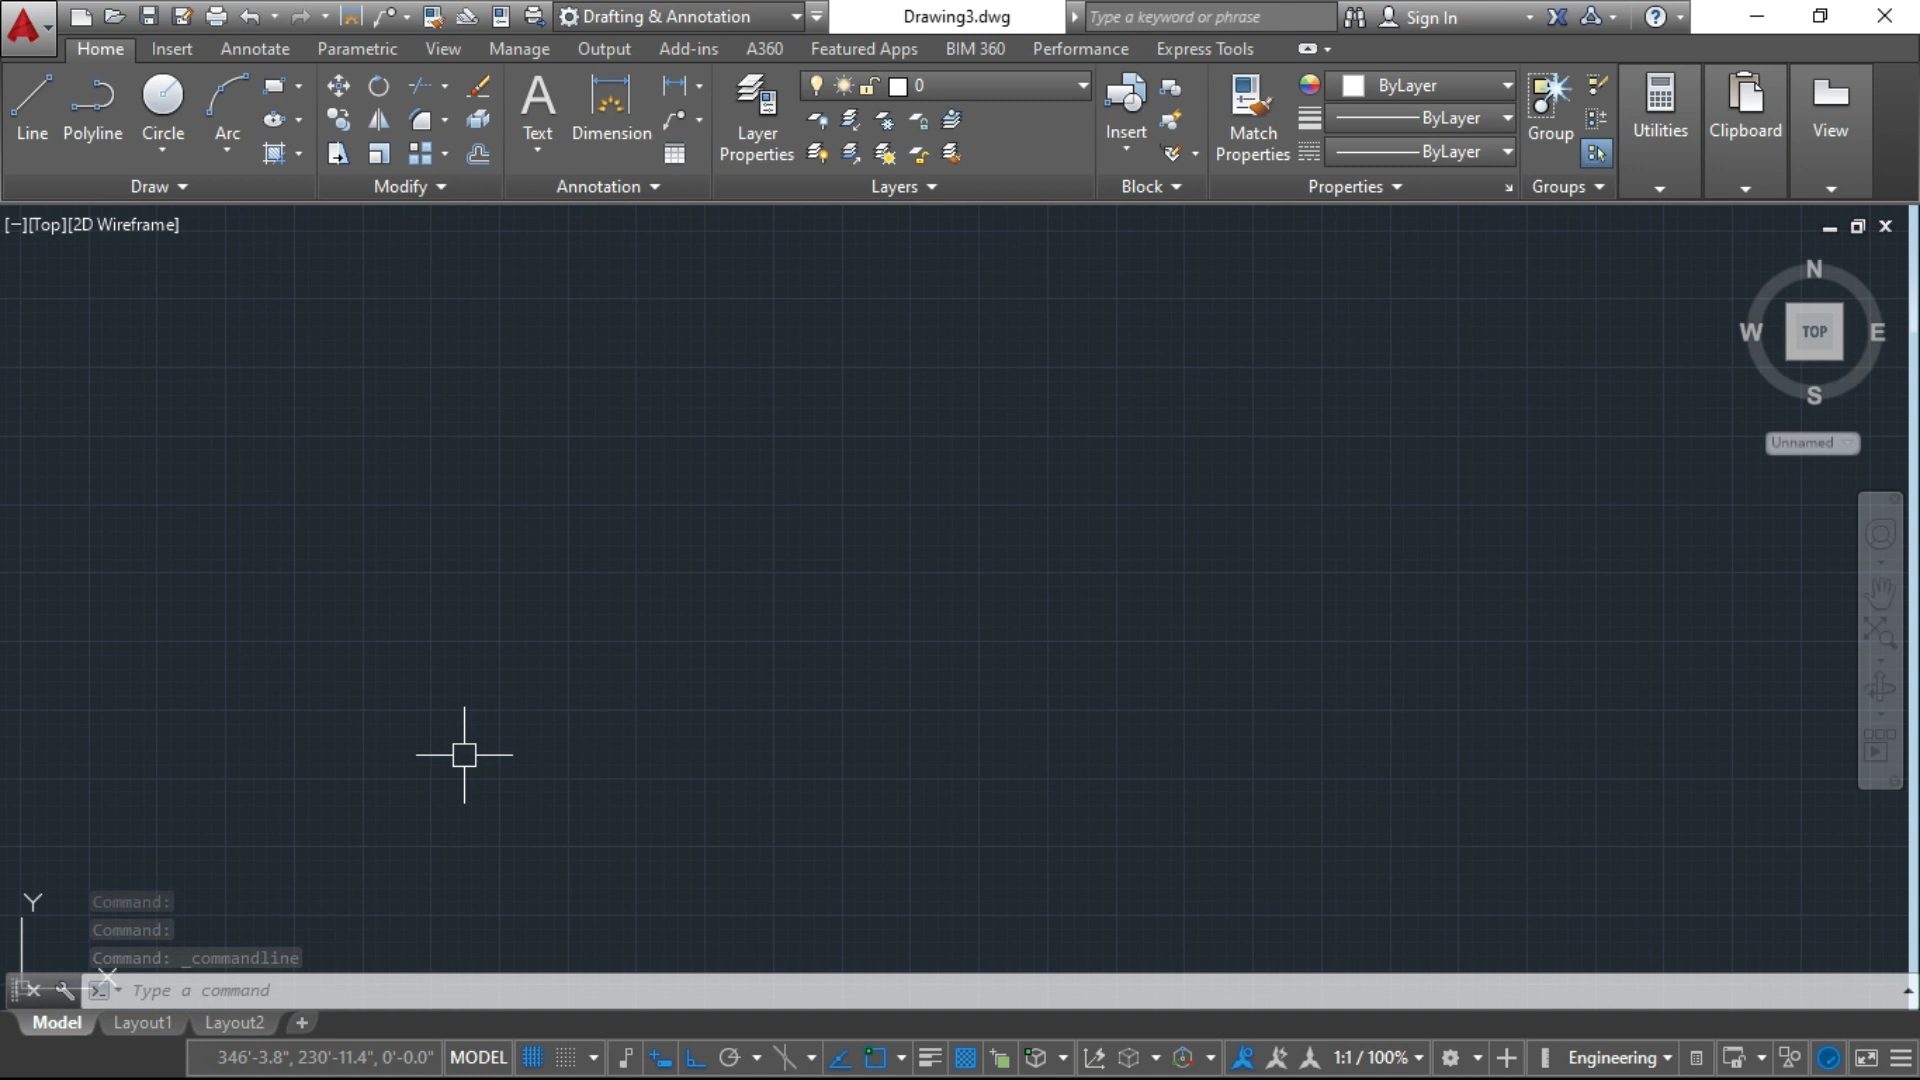 Drafting & Annotation
Drawing3.dwg
Type a keyword or phrase
Sign In
Home Insert Annotate Parametric View Manage Output Add-ins A360 Featured Apps BIM 360 Performance Express Tools
Line Polyline Circle Arc
Text Dimension
Layer Properties
0
Insert
Match Properties
ByLayer
ByLayer
ByLayer
Group
Utilities
Clipboard
View
Draw Modify Annotation Layers Block Properties Groups
[−][Top][2D Wireframe]
N
W TOP E
S
Unnamed
Y
X
Command:
Command:
Command: _commandline
Type a command
Model Layout1 Layout2 +
346'-3.8", 230'-11.4", 0'-0.0" MODEL 1:1 / 100% Engineering